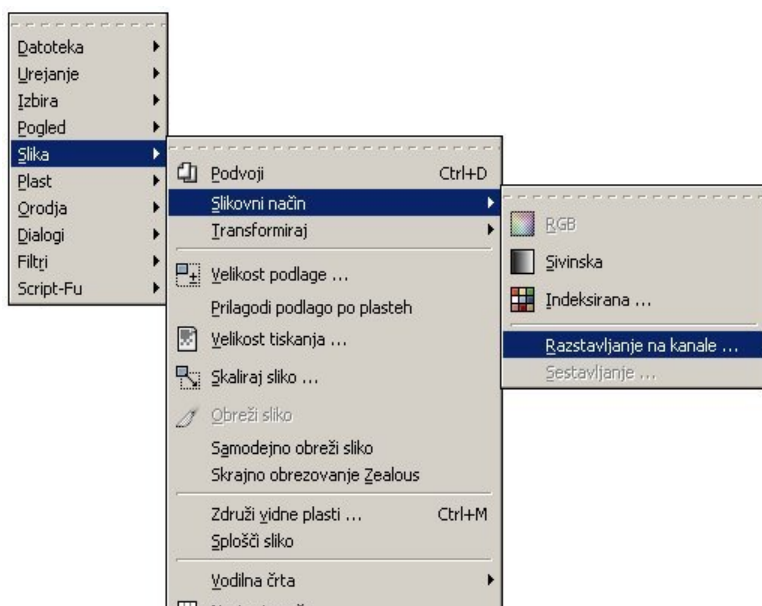 Datoteka
Urejanje
Izbira
Pogled
Slika
Plast
Orodja
Dialogi
Filtri
Script-Fu
Podvoji Ctrl+D
Slikovni način
Transformiraj
Velikost podlage ...
Prilagodi podlago po plasteh
Velikost tiskanja ...
Skaliraj sliko ...
Obreži sliko
Samodejno obreži sliko
Skrajno obrezovanje Zealous
Združi vidne plasti ... Ctrl+M
Splošči sliko
Vodilna črta
RGB
Sivinska
Indeksirana ...
Razstavljanje na kanale ...
Sestavljanje ...